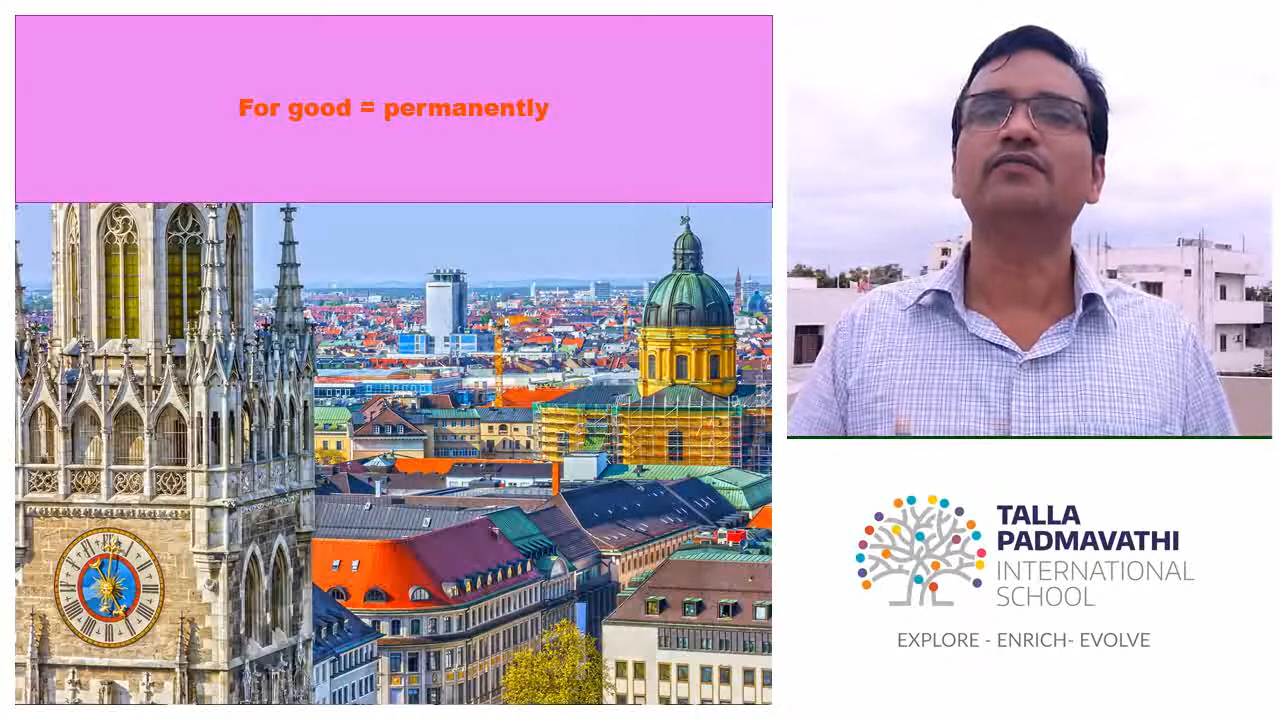 For good = permanently
TALLA
PADMAVATHI
INTERNATIONAL
SCHOOL
EXPLORE - ENRICH- EVOLVE